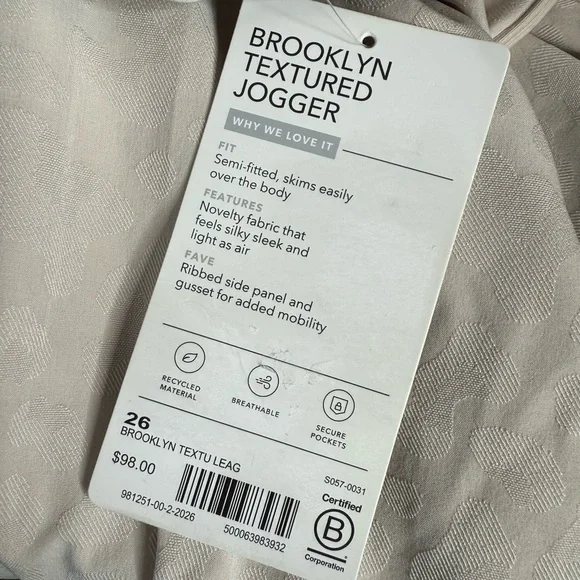 BROOKLYN
TEXTURED
JOGGER
WHY WE LOVE IT
FIT
Semi-fitted, skims easily
over the body
FEATURES
Novelty fabric that
feels silky sleek and
light as air
FAVE
Ribbed side panel and
gusset for added mobility
RECYCLED
MATERIAL
BREATHABLE
SECURE
POCKETS
26
BROOKLYN TEXTU LEAG
$98.00
S057-0031
981251-00-2-2026
500063983932
Certified
B
Corporation